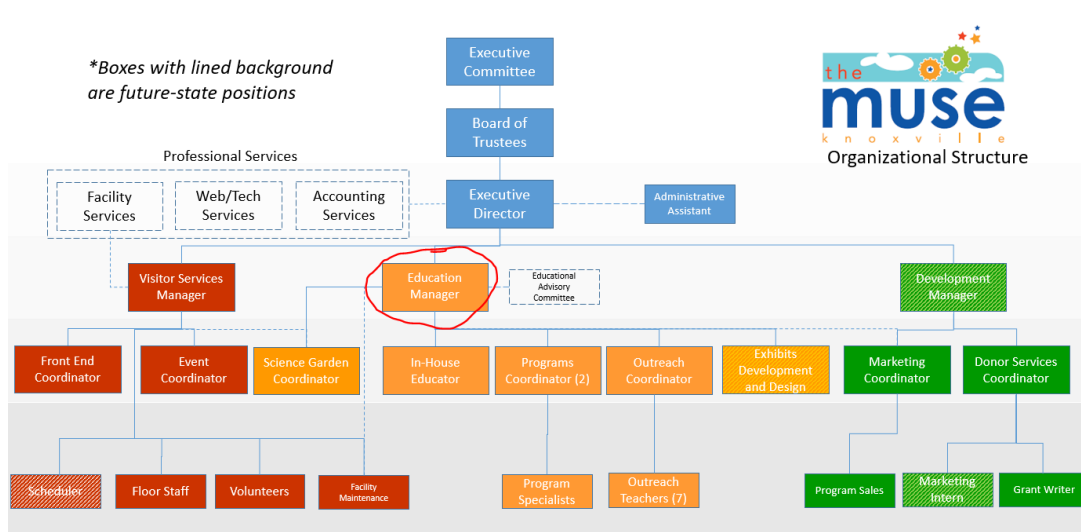 *Boxes with lined background
are future-state positions
Executive
Committee
the
muse
knoxville
Organizational Structure
Board of
Trustees
Professional Services
Facility
Services
Web/Tech
Services
Accounting
Services
Executive
Director
Administrative
Assistant
Visitor Services
Manager
Education
Manager
Educational
Advisory
Committee
Development
Manager
Front End
Coordinator
Event
Coordinator
Science Garden
Coordinator
In-House
Educator
Programs
Coordinator (2)
Outreach
Coordinator
Exhibits
Development
and Design
Marketing
Coordinator
Donor Services
Coordinator
Scheduler
Floor Staff
Volunteers
Facility
Maintenance
Program
Specialists
Outreach
Teachers (7)
Program Sales
Marketing
Intern
Grant Writer